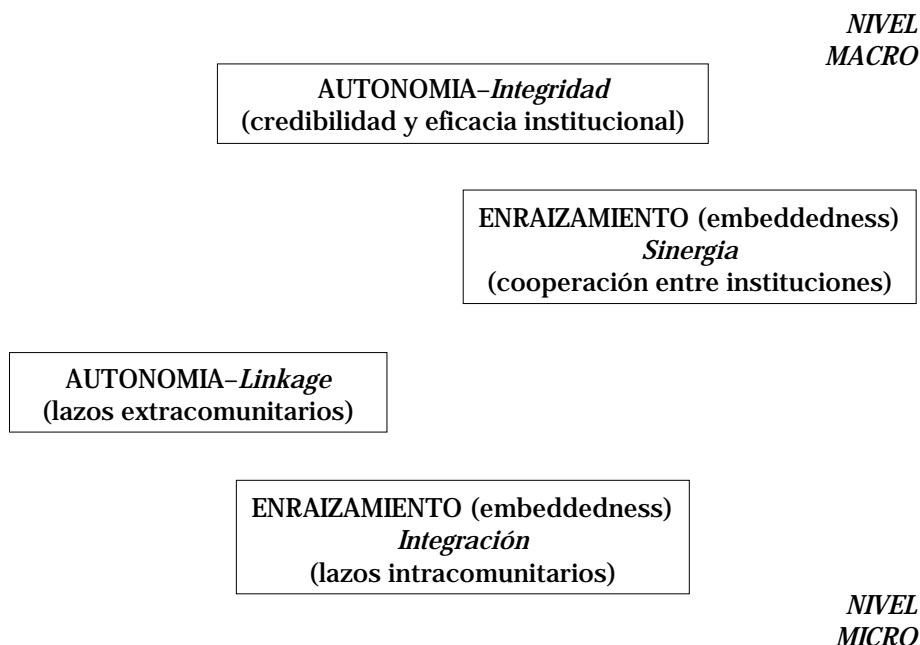 NIVEL
MACRO
AUTONOMIA–Integridad
(credibilidad y eficacia institucional)
ENRAIZAMIENTO (embeddedness)
Sinergia
(cooperación entre instituciones)
AUTONOMIA–Linkage
(lazos extracomunitarios)
ENRAIZAMIENTO (embeddedness)
Integración
(lazos intracomunitarios)
NIVEL
MICRO